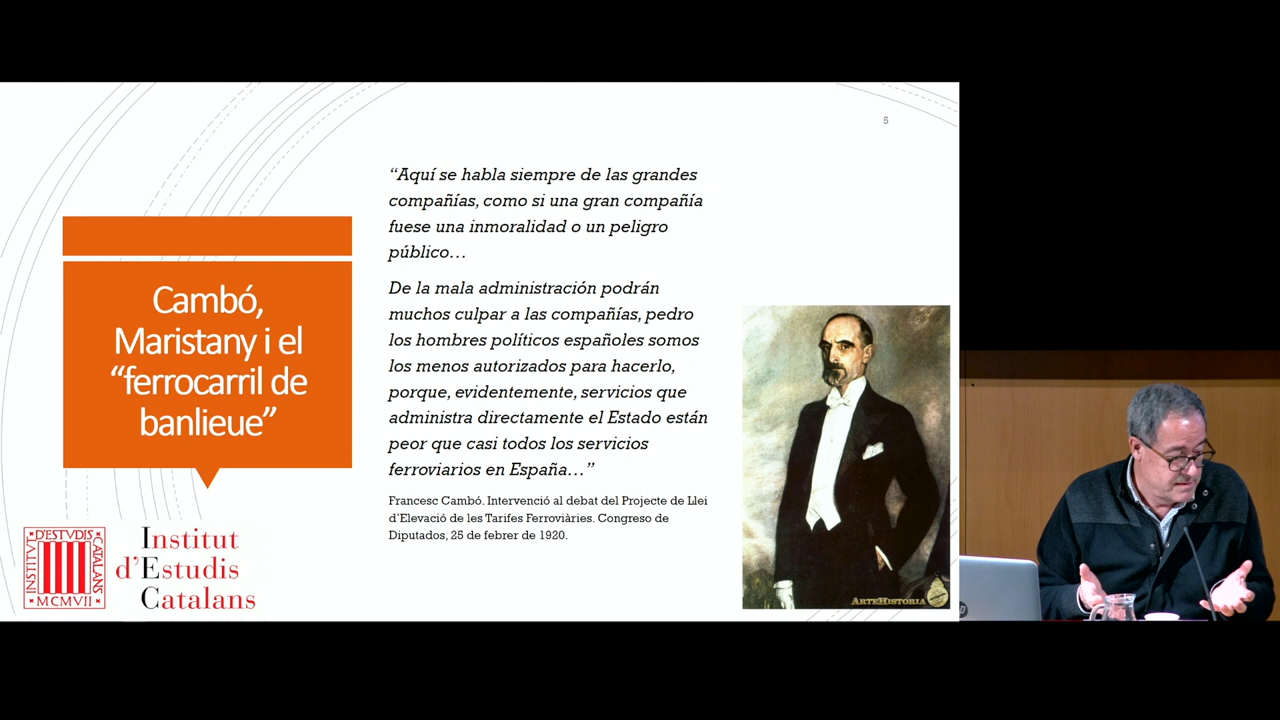 5
“Aquí se habla siempre de las grandes
compañías, como si una gran compañía
fuese una inmoralidad o un peligro
público…
De la mala administración podrán
muchos culpar a las compañías, pedro
los hombres políticos españoles somos
los menos autorizados para hacerlo,
porque, evidentemente, servicios que
administra directamente el Estado están
peor que casi todos los servicios
ferroviarios en España…”
Francesc Cambó. Intervenció al debat del Projecte de Llei
d’Elevació de les Tarifes Ferroviàries. Congreso de
Diputados, 25 de febrer de 1920.
Cambó,
Maristany i el
“ferrocarril de
banlieue”
INSTITVT
D'ESTVDIS
CATALANS
MCMVII
Institut
d’Estudis
Catalans
ARTEHISTORIA